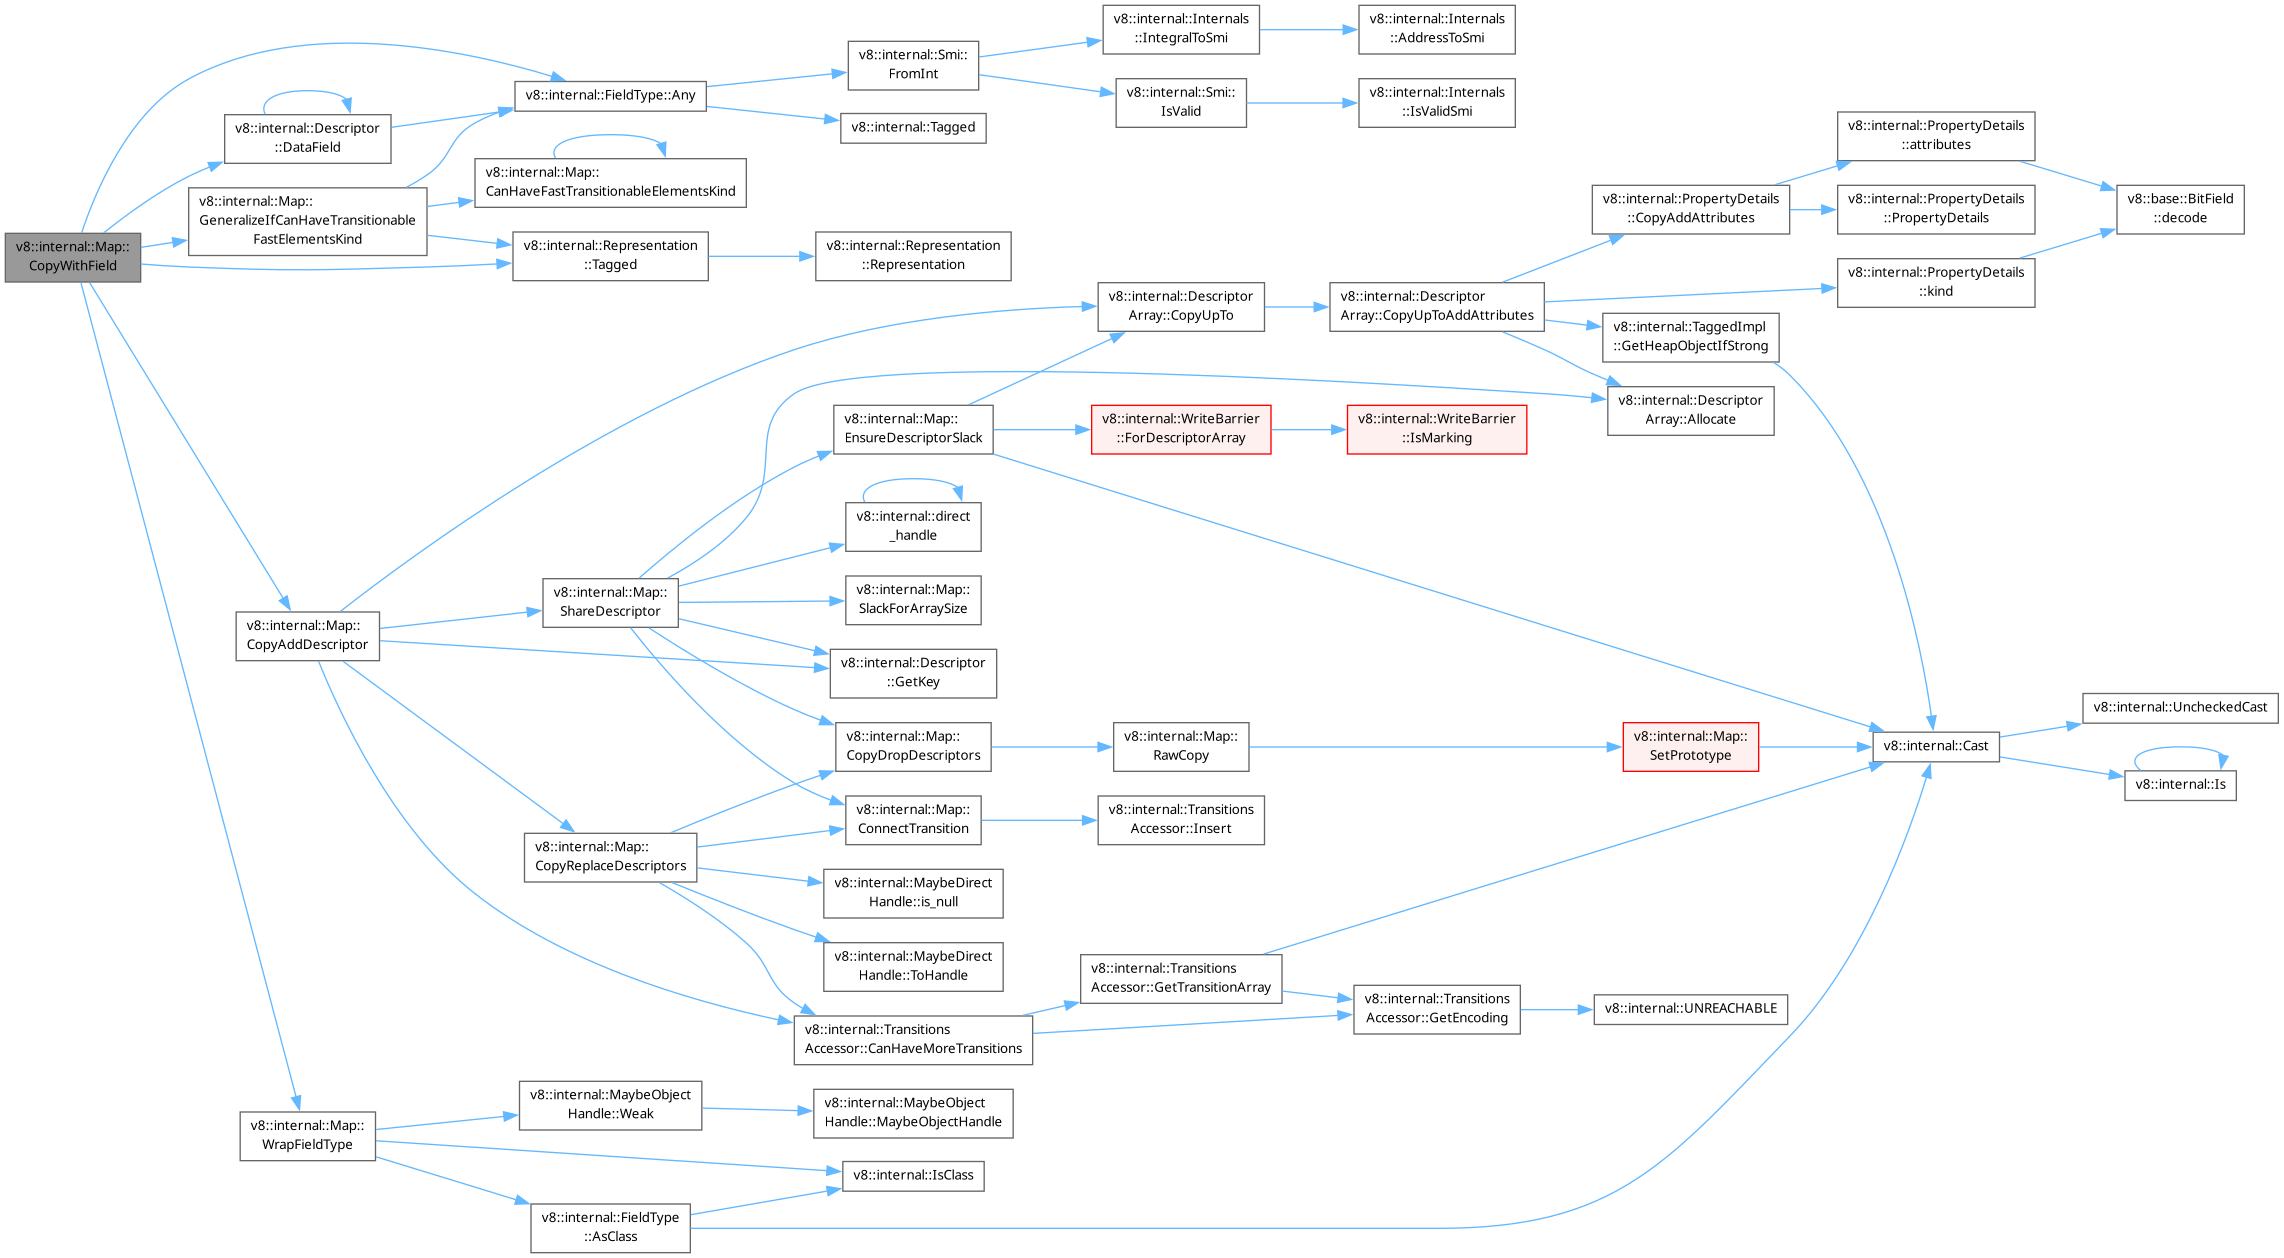 v8::internal::Map::
CopyWithField
v8::internal::Descriptor
::DataField
v8::internal::Map::
GeneralizeIfCanHaveTransitionable
FastElementsKind
v8::internal::Map::
CopyAddDescriptor
v8::internal::Map::
WrapFieldType
v8::internal::FieldType::Any
v8::internal::Map::
CanHaveFastTransitionableElementsKind
v8::internal::Representation
::Tagged
v8::internal::Map::
ShareDescriptor
v8::internal::Map::
CopyReplaceDescriptors
v8::internal::MaybeObject
Handle::Weak
v8::internal::FieldType
::AsClass
v8::internal::Smi::
FromInt
v8::internal::Tagged
v8::internal::Representation
::Representation
v8::internal::Map::
EnsureDescriptorSlack
v8::internal::direct
_handle
v8::internal::Map::
SlackForArraySize
v8::internal::Descriptor
::GetKey
v8::internal::Map::
CopyDropDescriptors
v8::internal::Map::
ConnectTransition
v8::internal::MaybeDirect
Handle::is_null
v8::internal::MaybeDirect
Handle::ToHandle
v8::internal::Transitions
Accessor::CanHaveMoreTransitions
v8::internal::MaybeObject
Handle::MaybeObjectHandle
v8::internal::IsClass
v8::internal::Internals
::IntegralToSmi
v8::internal::Smi::
IsValid
v8::internal::Descriptor
Array::CopyUpTo
v8::internal::WriteBarrier
::ForDescriptorArray
v8::internal::Map::
RawCopy
v8::internal::Transitions
Accessor::Insert
v8::internal::Transitions
Accessor::GetTransitionArray
v8::internal::Internals
::AddressToSmi
v8::internal::Internals
::IsValidSmi
v8::internal::Descriptor
Array::CopyUpToAddAttributes
v8::internal::WriteBarrier
::IsMarking
v8::internal::Transitions
Accessor::GetEncoding
v8::internal::PropertyDetails
::CopyAddAttributes
v8::internal::TaggedImpl
::GetHeapObjectIfStrong
v8::internal::Descriptor
Array::Allocate
v8::internal::Map::
SetPrototype
v8::internal::UNREACHABLE
v8::internal::PropertyDetails
::attributes
v8::internal::PropertyDetails
::PropertyDetails
v8::internal::PropertyDetails
::kind
v8::internal::Cast
v8::base::BitField
::decode
v8::internal::UncheckedCast
v8::internal::Is